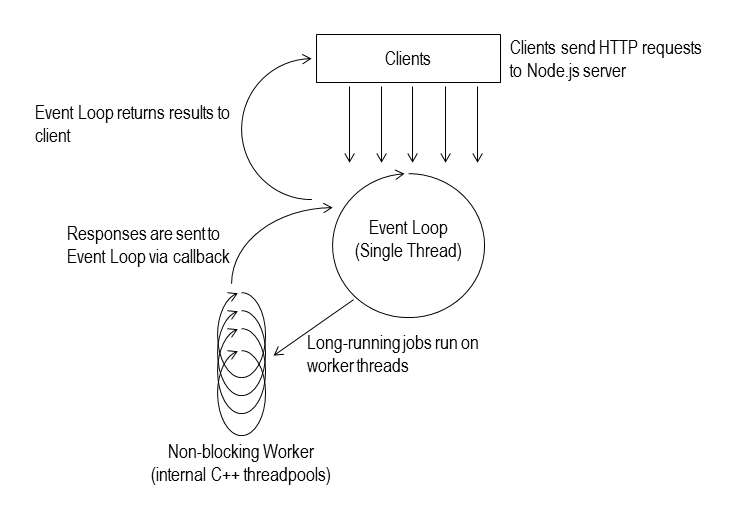 Clients
Clients send HTTP requests
to Node.js server
Event Loop returns results to
client
Event Loop
(Single Thread)
Responses are sent to
Event Loop via callback
Long-running jobs run on
worker threads
Non-blocking Worker
(internal C++ threadpools)